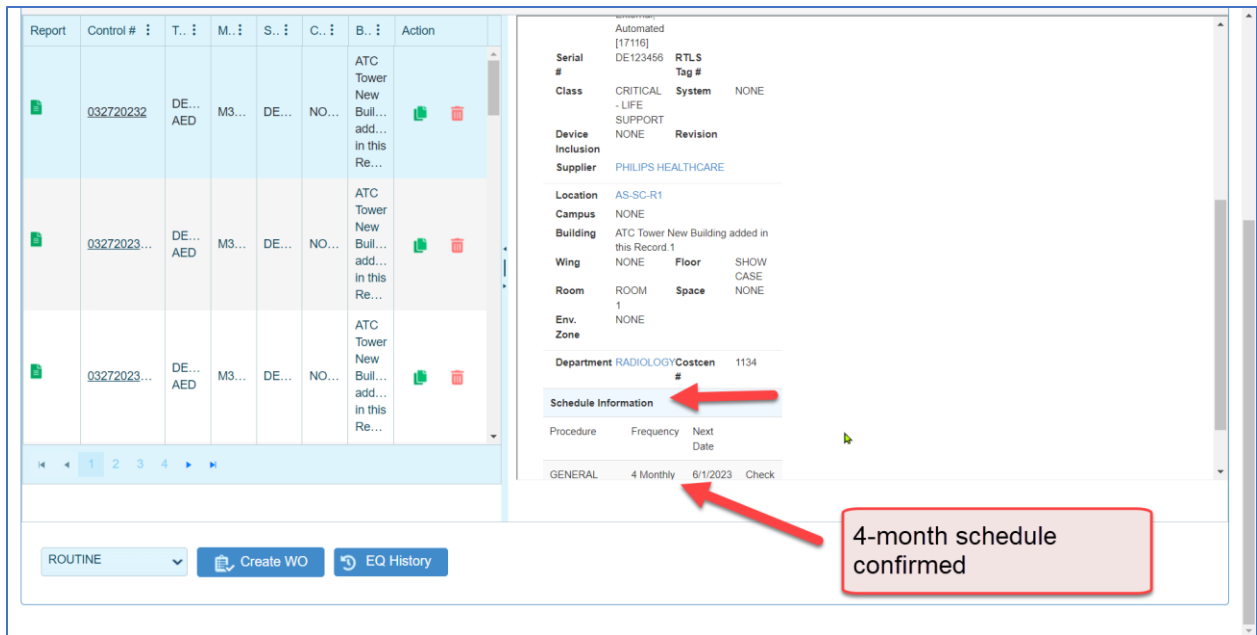 Report Control # T.. M.. S.. C.. B.. Action
032720232 DE... AED M3... DE... NO... ATC Tower New Buil... add... in this Re...
03272023... DE... AED M3... DE... NO... ATC Tower New Buil... add... in this Re...
03272023... DE... AED M3... DE... NO... ATC Tower New Buil... add... in this Re...
1 2 3 4
External,
Automated
[17116]
Serial # DE123456 RTLS Tag #
Class CRITICAL - LIFE SUPPORT System NONE
Device Inclusion NONE Revision
Supplier PHILIPS HEALTHCARE
Location AS-SC-R1
Campus NONE
Building ATC Tower New Building added in this Record.1
Wing NONE Floor SHOW CASE
Room ROOM 1 Space NONE
Env. Zone NONE
Department RADIOLOGY Costcen # 1134
Schedule Information
Procedure Frequency Next Date
GENERAL 4 Monthly 6/1/2023 Check
4-month schedule
confirmed
ROUTINE Create WO EQ History